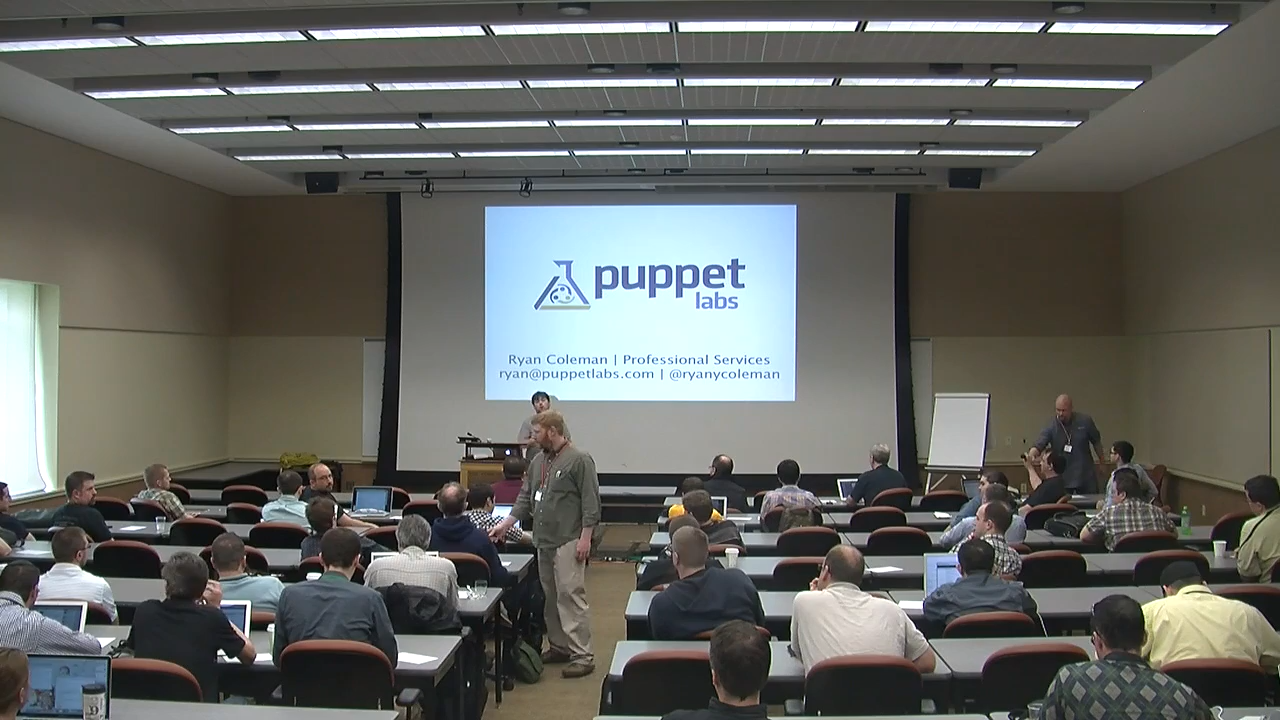 puppet
labs
Ryan Coleman | Professional Services
ryan@puppetlabs.com | @ryanycoleman